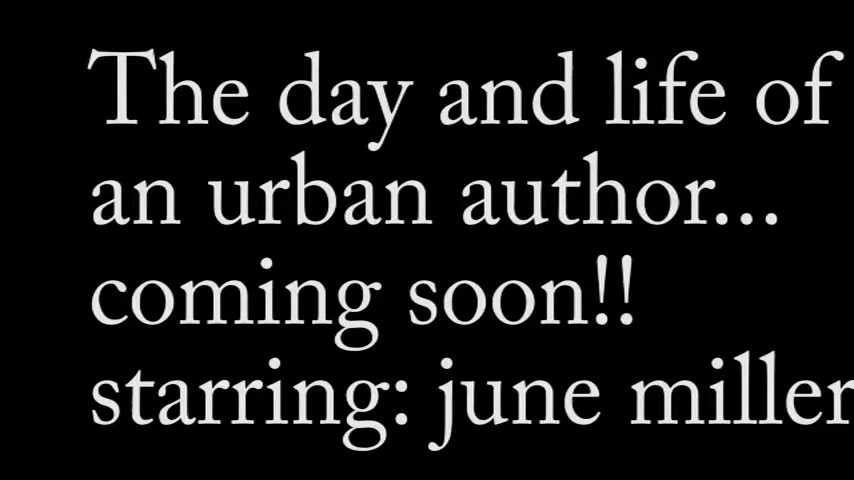 The day and life of
an urban author...
coming soon!!
starring: june miller